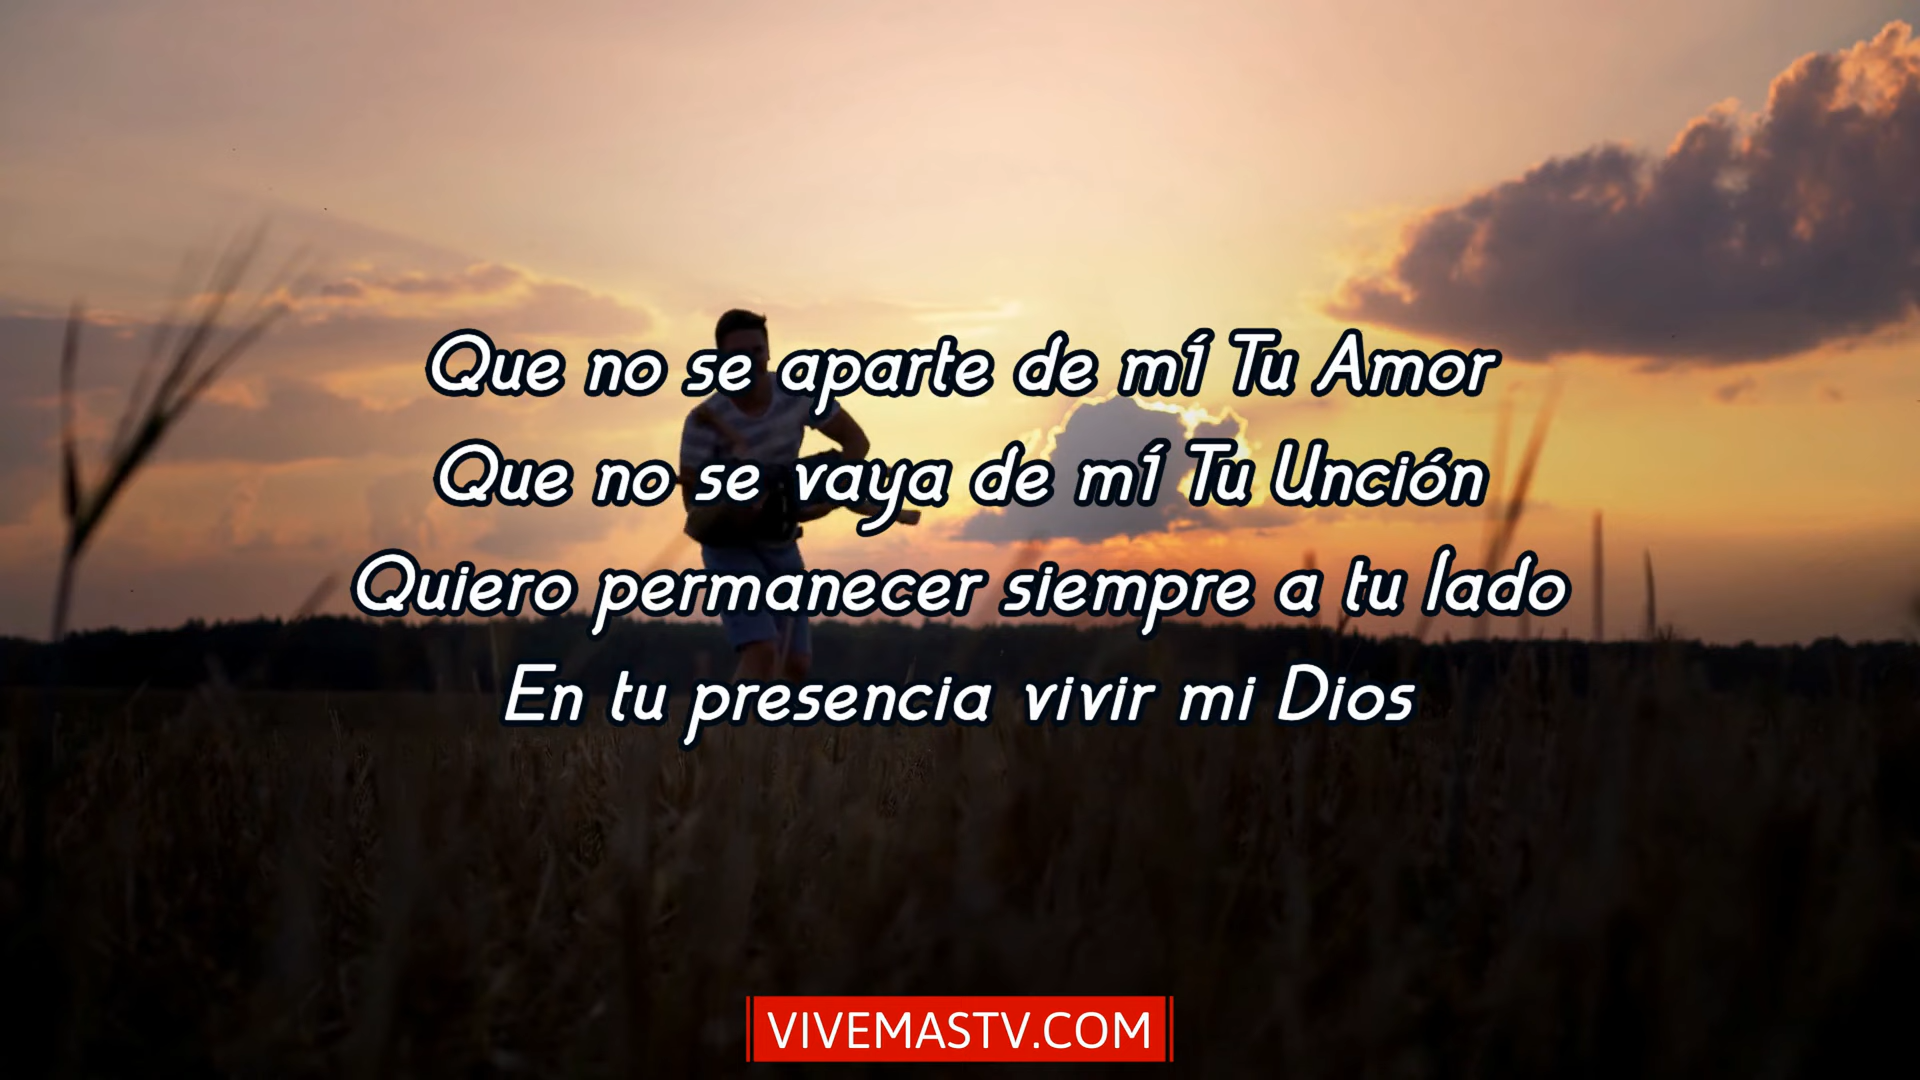 Que no se aparte de mí Tu Amor
Que no se vaya de mí Tu Unción
Quiero permanecer siempre a tu lado
En tu presencia vivir mi Dios
VIVEMASTV.COM